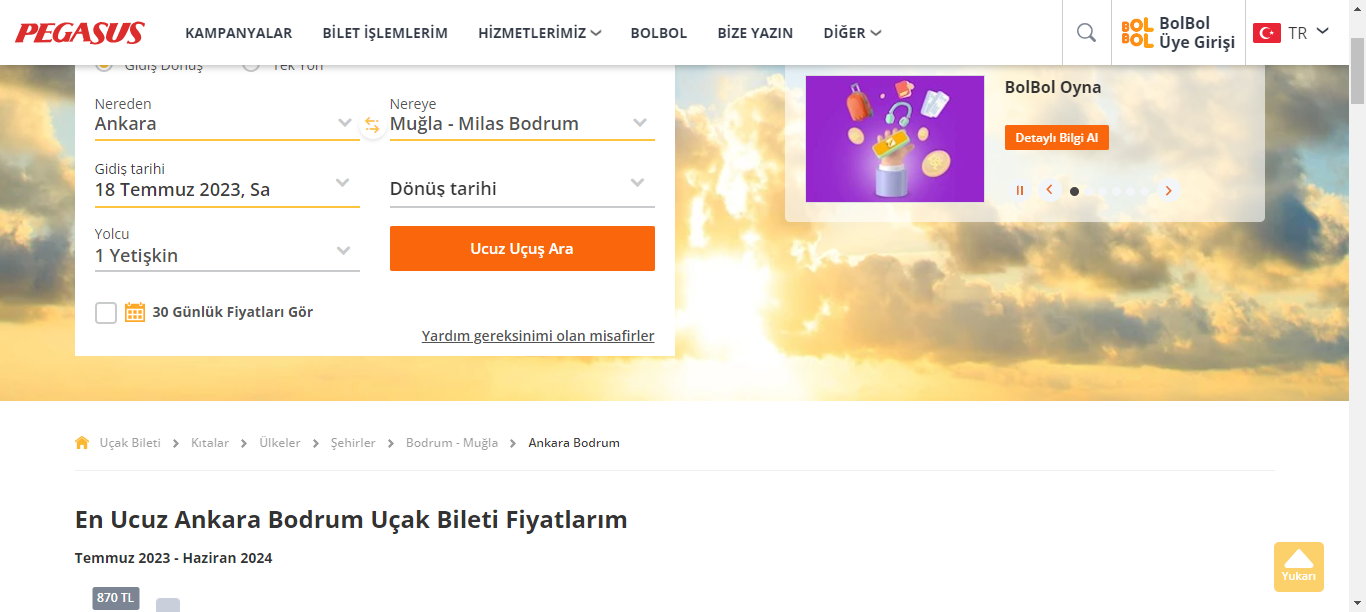 PEGASUS KAMPANYALAR BİLET İŞLEMLERİM HİZMETLERİMİZ BOLBOL BİZE YAZIN DİĞER BOL BOL BolBol Üye Girişi TR
Gidiş Dönüş Tek Yön
Nereden Nereye
Ankara Muğla - Milas Bodrum
Gidiş tarihi
18 Temmuz 2023, Sa Dönüş tarihi
Yolcu
1 Yetişkin Ucuz Uçuş Ara
30 Günlük Fiyatları Gör
Yardım gereksinimi olan misafirler
BolBol Oyna
Detaylı Bilgi Al
Uçak Bileti Kıtalar Ülkeler Şehirler Bodrum - Muğla Ankara Bodrum
En Ucuz Ankara Bodrum Uçak Bileti Fiyatlarım
Temmuz 2023 - Haziran 2024
870 TL
Yukarı